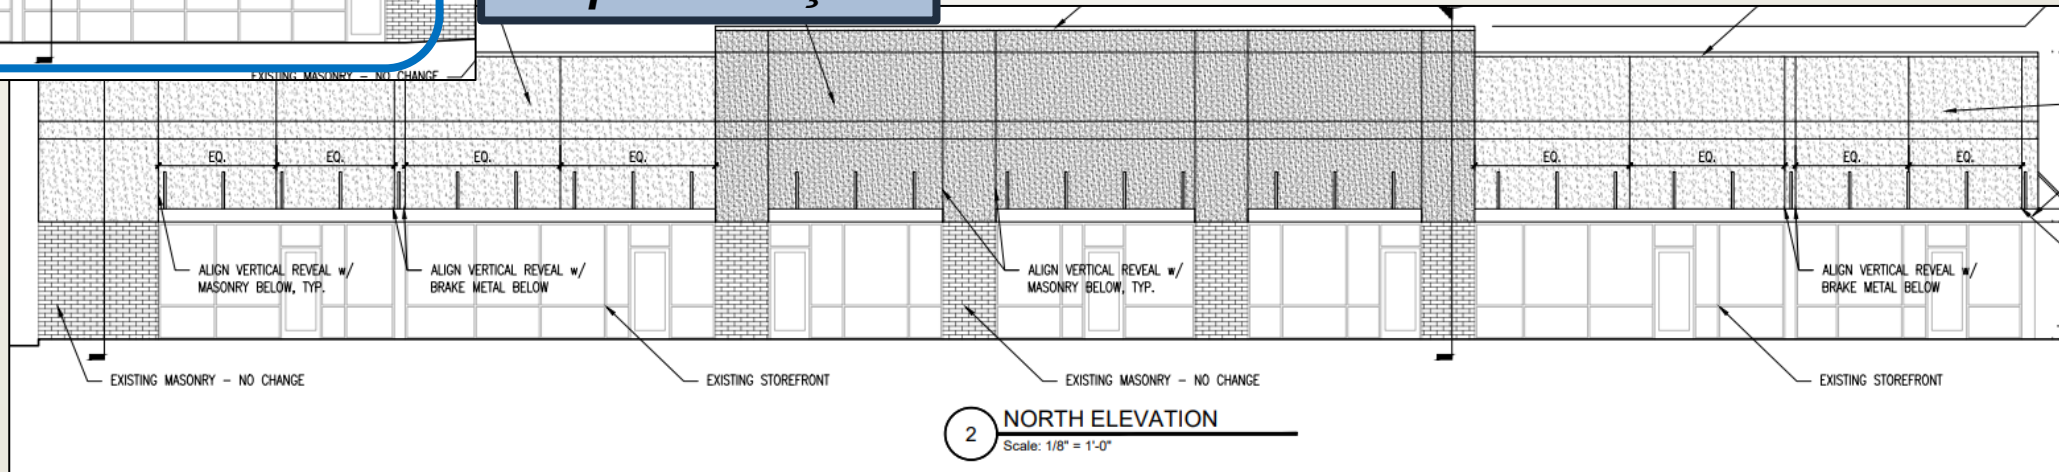 EXISTING MASONRY – NO CHANGE
EQ.
EQ.
EQ.
EQ.
EQ.
EQ.
EQ.
EQ.
ALIGN VERTICAL REVEAL w/
MASONRY BELOW, TYP.
ALIGN VERTICAL REVEAL w/
BRAKE METAL BELOW
ALIGN VERTICAL REVEAL w/
MASONRY BELOW, TYP.
ALIGN VERTICAL REVEAL w/
BRAKE METAL BELOW
EXISTING MASONRY – NO CHANGE
EXISTING STOREFRONT
EXISTING MASONRY – NO CHANGE
EXISTING STOREFRONT
2
NORTH ELEVATION
Scale: 1/8" = 1'-0"